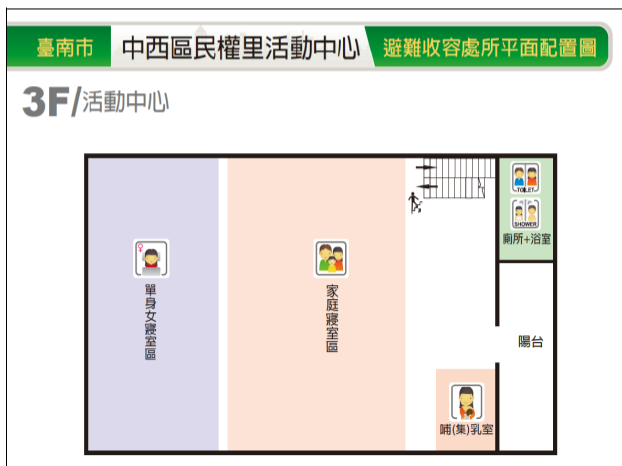 臺南市 中西區民權里活動中心 避難收容處所平面配置圖
3F/活動中心
TOILET
SHOWER
廁所+浴室
單身女寢室區
家庭寢室區
陽台
哺(集)乳室